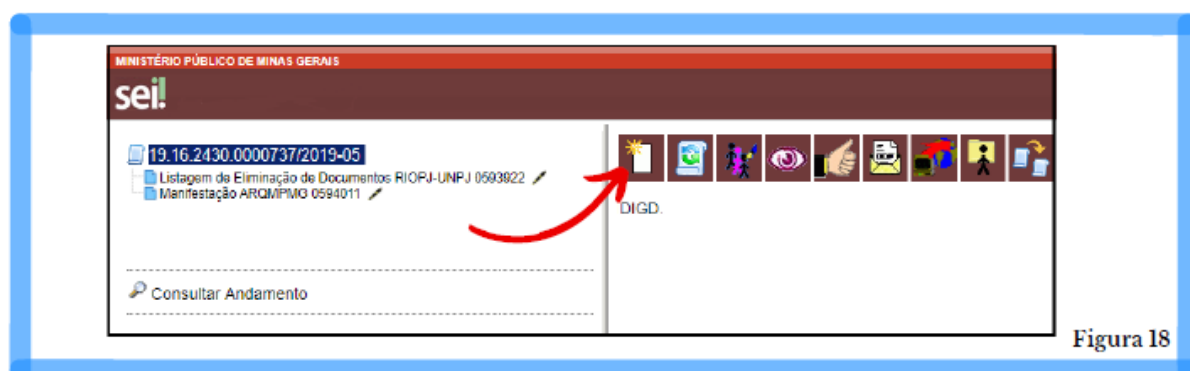 MINISTÉRIO PÚBLICO DE MINAS GERAIS
sei!
19.16.2430.0000737/2019-05
Listagem de Eliminação de Documentos RIOPJ-UNPJ 0593922
Manifestação ARQMPMG 0594011
DIGD.
Consultar Andamento
Figura 18